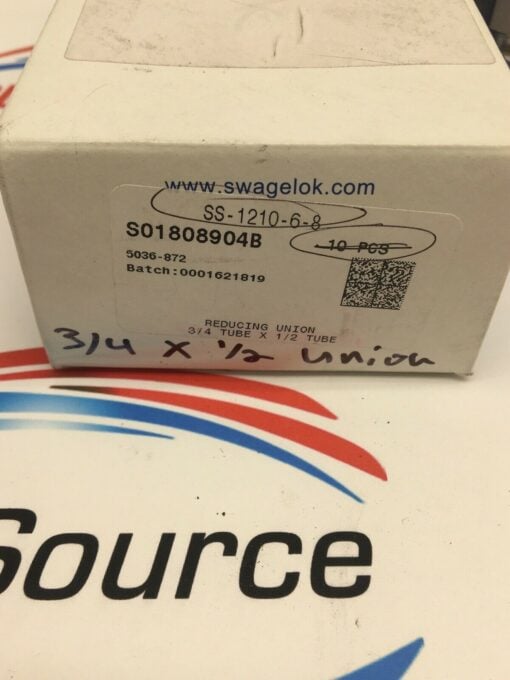 www.swagelok.com
SS-1210-6-8
S01808904B
10 PCS
5036-872
Batch:0001621819
REDUCING UNION
3/4 TUBE X 1/2 TUBE
3/4 X 1/2 union
Source